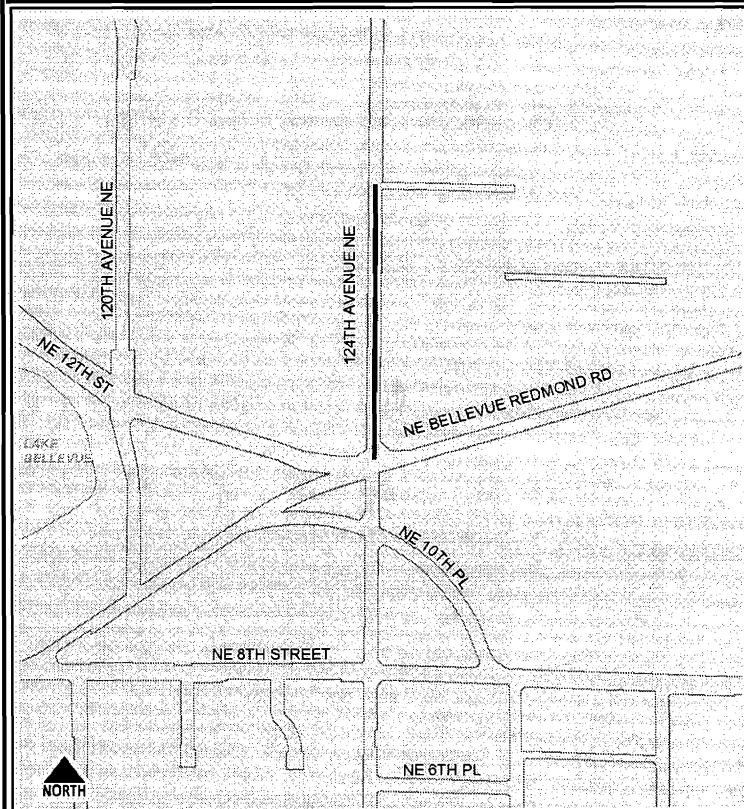 120TH AVENUE NE
124TH AVENUE NE
NE 12TH ST
NE BELLEVUE REDMOND RD
LAKE
BELLEVUE
NE 10TH PL
NE 8TH STREET
NE 6TH PL
NORTH